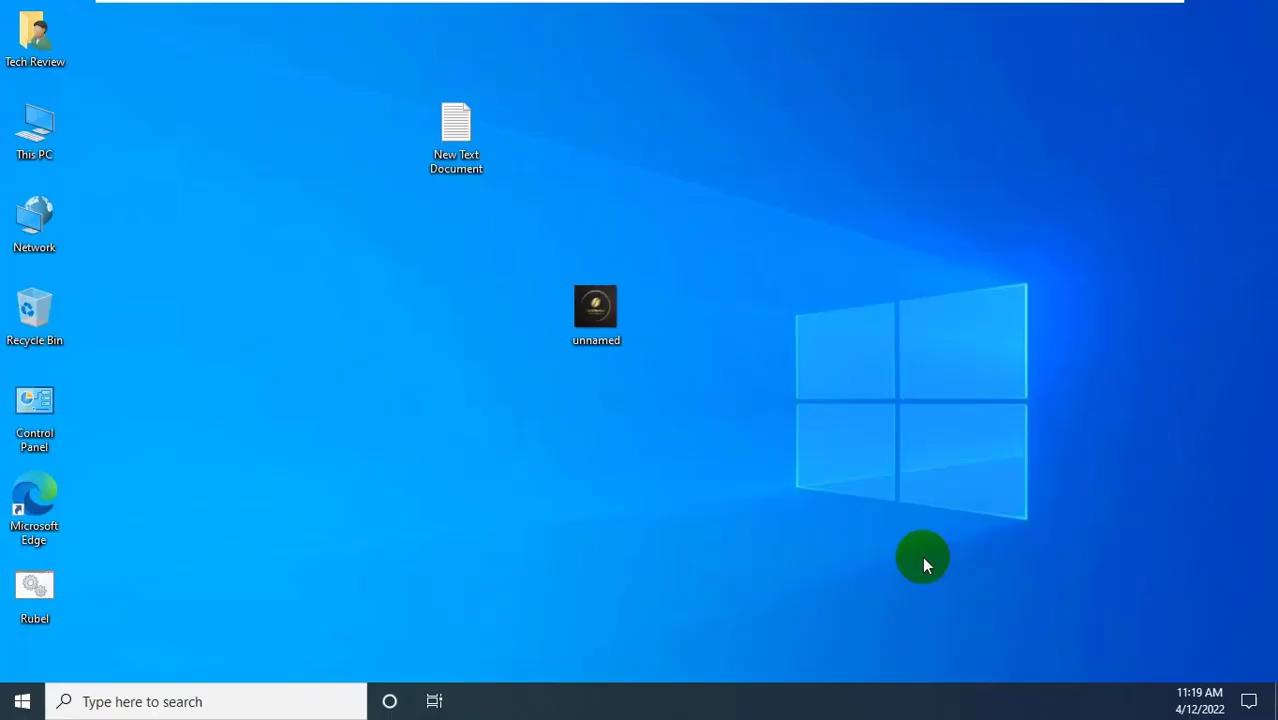 Tech Review
This PC
Network
Recycle Bin
Control
Panel
Microsoft
Edge
Rubel
New Text
Document
unnamed
Type here to search
11:19 AM
4/12/2022